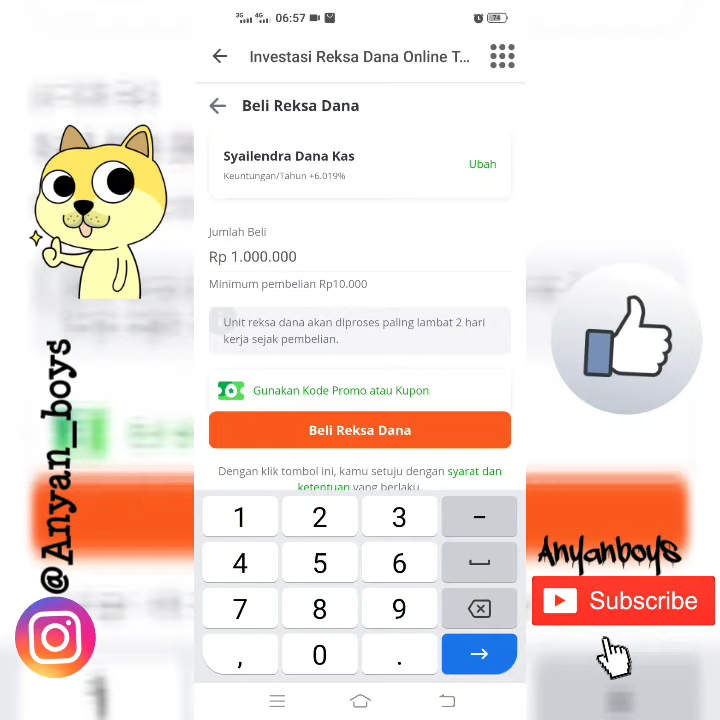 3G 4G 06:57 74
Investasi Reksa Dana Online T...
Beli Reksa Dana
Syailendra Dana Kas
Ubah
Keuntungan/Tahun +6.019%
Jumlah Beli
Rp 1.000.000
Minimum pembelian Rp10.000
Unit reksa dana akan diproses paling lambat 2 hari
kerja sejak pembelian.
Gunakan Kode Promo atau Kupon
Beli Reksa Dana
Dengan klik tombol ini, kamu setuju dengan syarat dan
ketentuan yang berlaku
1 2 3 -
4 5 6
7 8 9
, 0 .
@Anyan_boys
Anyanboys
Subscribe